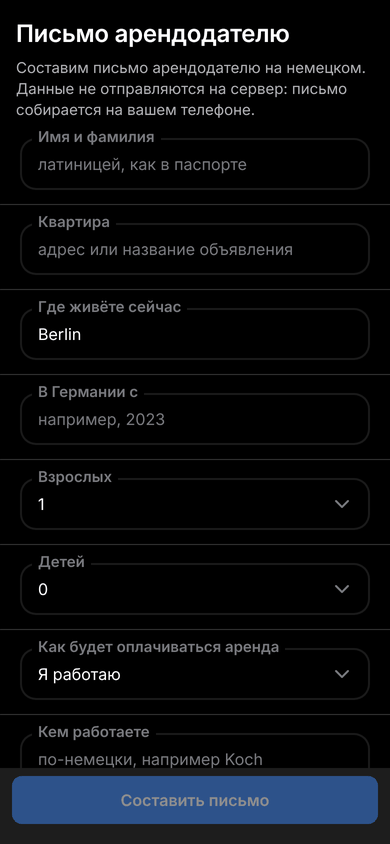 Письмо арендодателю
Составим письмо арендодателю на немецком.
Данные не отправляются на сервер: письмо
собирается на вашем телефоне.
Имя и фамилия
латиницей, как в паспорте
Квартира
адрес или название объявления
Где живёте сейчас
Berlin
В Германии с
например, 2023
Взрослых
1
Детей
0
Как будет оплачиваться аренда
Я работаю
Кем работаете
по-немецки, например Koch
Составить письмо